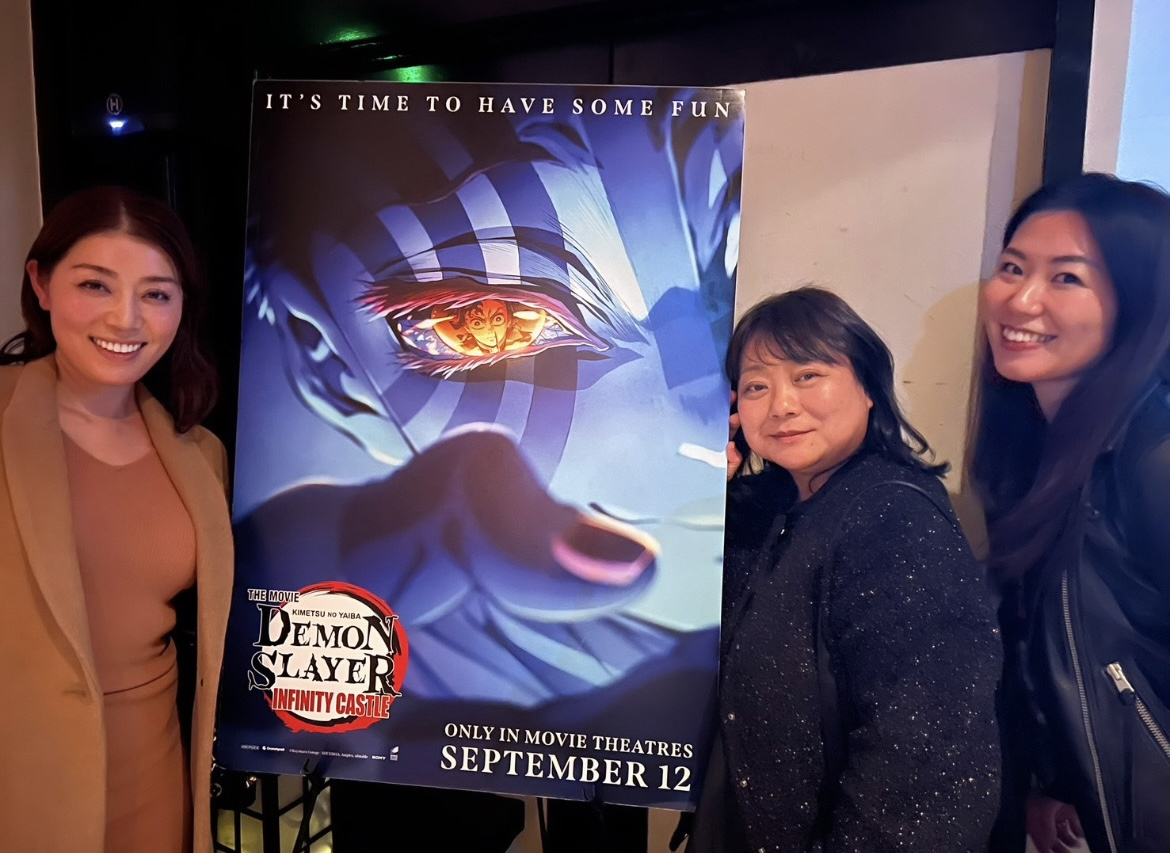 IT'S TIME TO HAVE SOME FUN
THE MOVIE
KIMETSU NO YAIBA
DEMON
SLAYER
INFINITY CASTLE
ONLY IN MOVIE THEATRES
SEPTEMBER 12
SONY
H